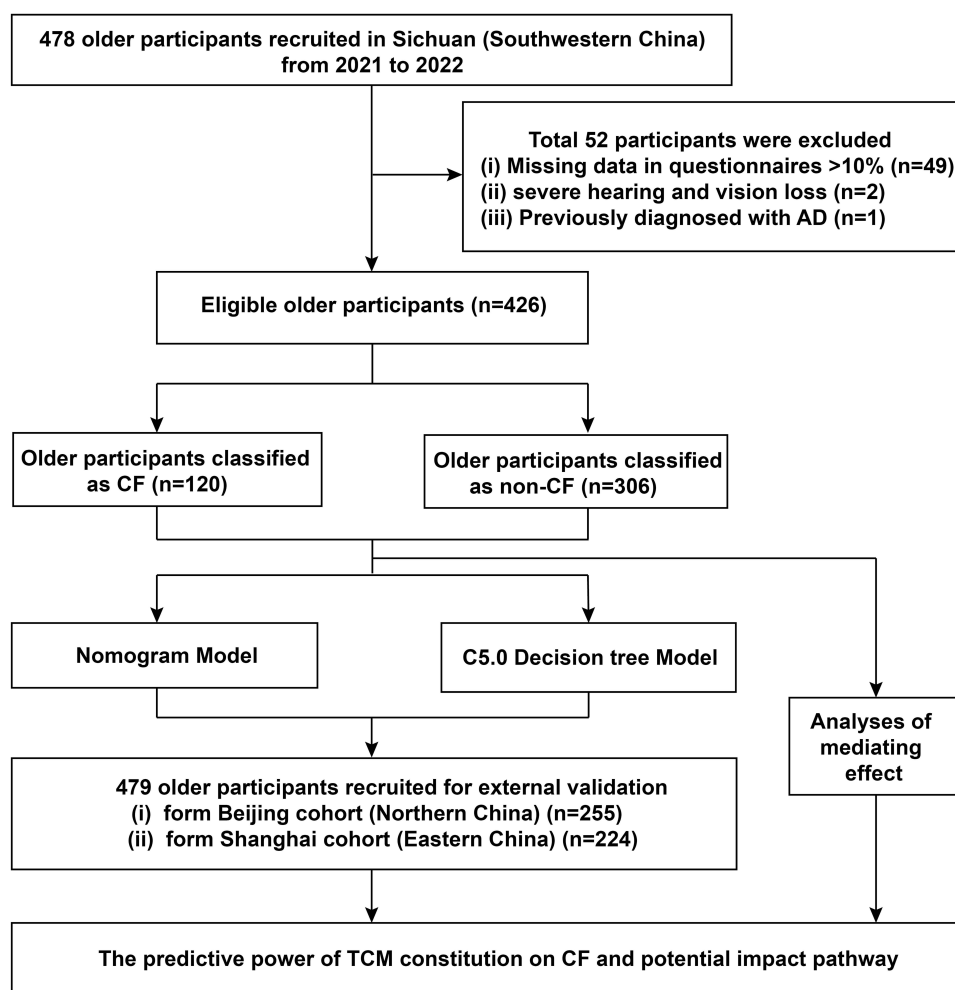 478 older participants recruited in Sichuan (Southwestern China)
from 2021 to 2022
Total 52 participants were excluded
(i) Missing data in questionnaires >10% (n=49)
(ii) severe hearing and vision loss (n=2)
(iii) Previously diagnosed with AD (n=1)
Eligible older participants (n=426)
Older participants classified
as CF (n=120)
Older participants classified
as non-CF (n=306)
Nomogram Model
C5.0 Decision tree Model
Analyses of
mediating
effect
479 older participants recruited for external validation
(i) form Beijing cohort (Northern China) (n=255)
(ii) form Shanghai cohort (Eastern China) (n=224)
The predictive power of TCM constitution on CF and potential impact pathway